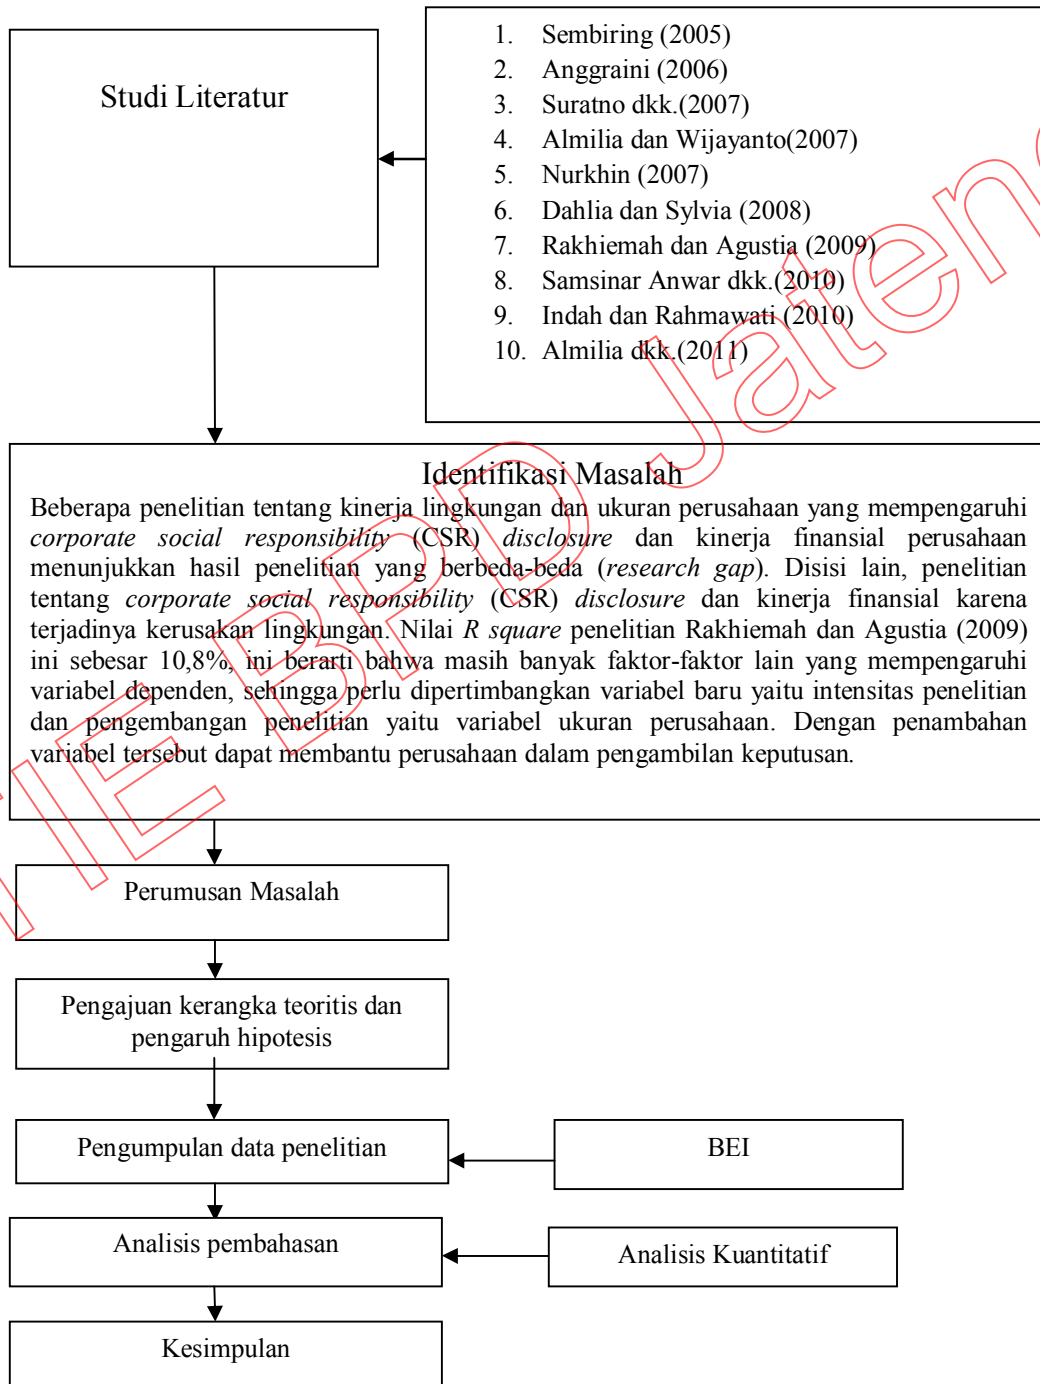 Studi Literatur
1. Sembiring (2005)
2. Anggraini (2006)
3. Suratno dkk.(2007)
4. Almilia dan Wijayanto(2007)
5. Nurkhin (2007)
6. Dahlia dan Sylvia (2008)
7. Rakhiemah dan Agustia (2009)
8. Samsinar Anwar dkk.(2010)
9. Indah dan Rahmawati (2010)
10. Almilia dkk.(2011)
Identifikasi Masalah
Beberapa penelitian tentang kinerja lingkungan dan ukuran perusahaan yang mempengaruhi
corporate social responsibility (CSR) disclosure dan kinerja finansial perusahaan
menunjukkan hasil penelitian yang berbeda-beda (research gap). Disisi lain, penelitian
tentang corporate social responsibility (CSR) disclosure dan kinerja finansial karena
terjadinya kerusakan lingkungan. Nilai R square penelitian Rakhiemah dan Agustia (2009)
ini sebesar 10,8%, ini berarti bahwa masih banyak faktor-faktor lain yang mempengaruhi
variabel dependen, sehingga perlu dipertimbangkan variabel baru yaitu intensitas penelitian
dan pengembangan penelitian yaitu variabel ukuran perusahaan. Dengan penambahan
variabel tersebut dapat membantu perusahaan dalam pengambilan keputusan.
Perumusan Masalah
Pengajuan kerangka teoritis dan
pengaruh hipotesis
Pengumpulan data penelitian
BEI
Analisis pembahasan
Analisis Kuantitatif
Kesimpulan
TIE BPD Jateng